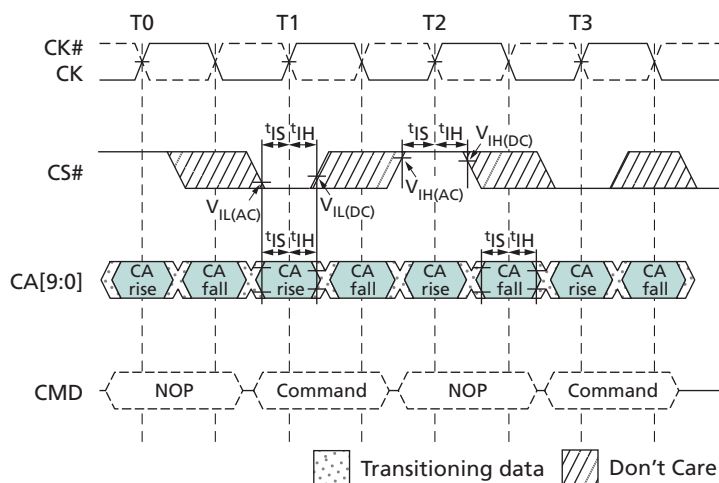 T0 T1 T2 T3
CK#
CK
tIS tIH tIS tIH
VIH(DC)
CS#
VIL(AC) VIL(DC) VIH(AC)
tIS tIH tIS tIH
CA[9:0]
CA rise CA fall CA rise CA fall CA rise CA fall CA rise CA fall
CMD NOP Command NOP Command
Transitioning data Don't Care